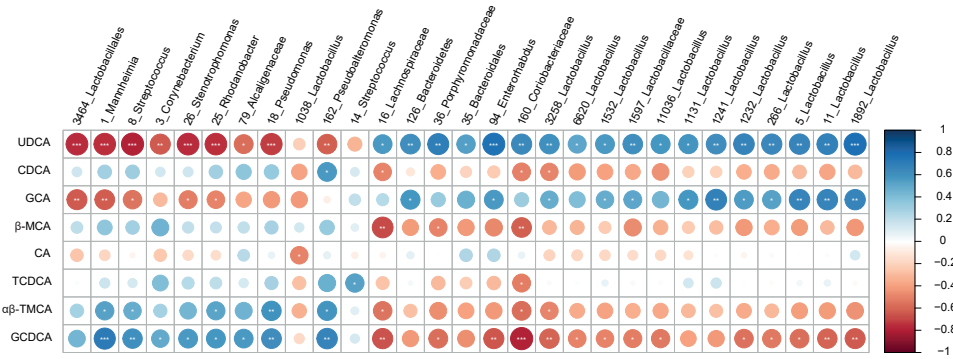 3464_Lactobacillales
1_Mannheimia
8_Streptococcus
3_Corynebacterium
26_Stenotrophomonas
25_Rhodanobacter
79_Alcaligenaceae
18_Pseudomonas
1038_Lactobacillus
162_Pseudoalteromonas
14_Streptococcus
16_Lachnospiraceae
126_Bacteroidetes
36_Porphyromonadaceae
35_Bacteroidales
94_Enterorhabdus
160_Coriobacteriaceae
3258_Lactobacillus
6620_Lactobacillus
1532_Lactobacillus
1597_Lactobacillaceae
11036_Lactobacillus
1131_Lactobacillus
1241_Lactobacillus
1232_Lactobacillus
266_Lactobacillus
5_Lactobacillus
11_Lactobacillus
1892_Lactobacillus
UDCA
CDCA
GCA
β-MCA
CA
TCDCA
αβ-TMCA
GCDCA
1
0.8
0.6
0.4
0.2
0
−0.2
−0.4
−0.6
−0.8
−1